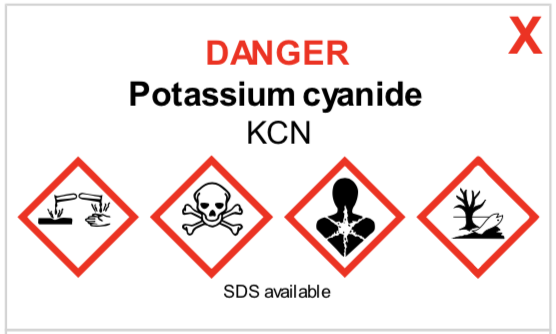 X
DANGER
Potassium cyanide
KCN
SDS available